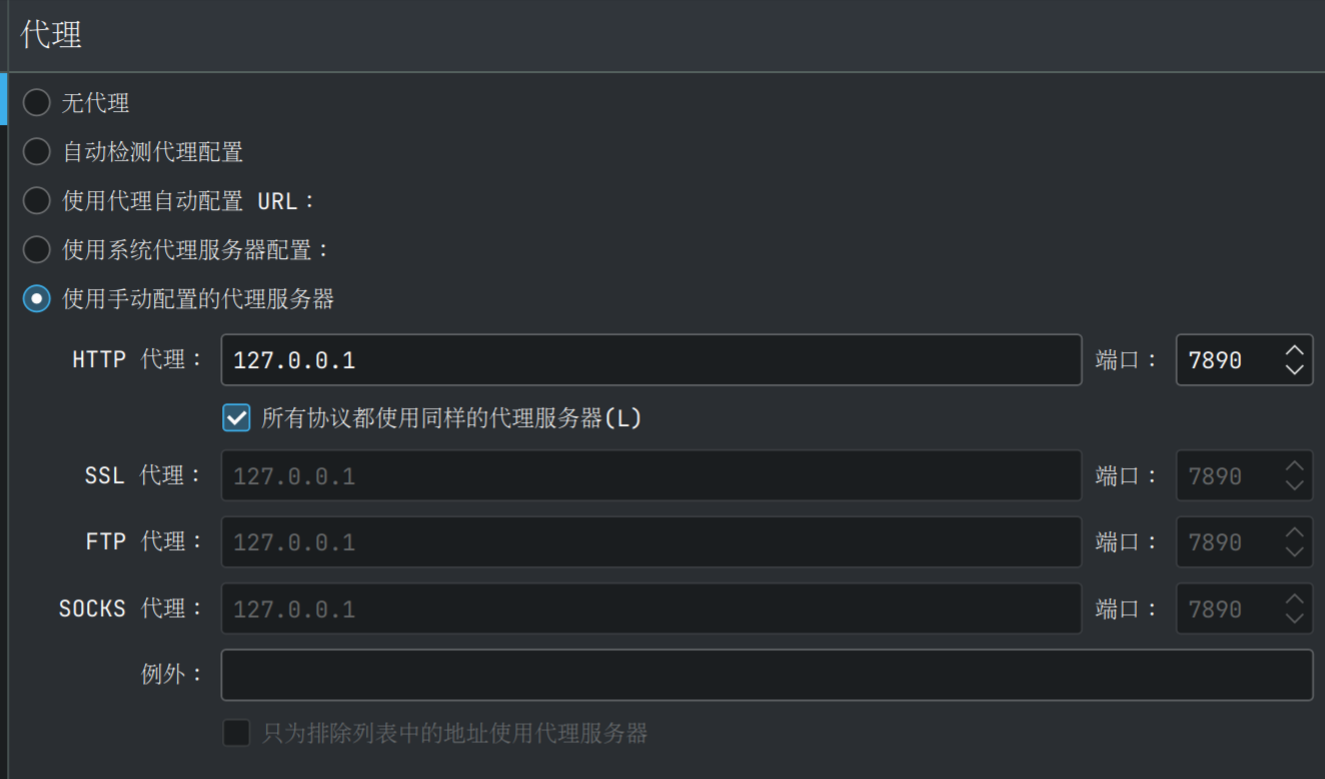 代理
无代理
自动检测代理配置
使用代理自动配置 URL：
使用系统代理服务器配置：
使用手动配置的代理服务器
HTTP 代理： 127.0.0.1 端口： 7890
所有协议都使用同样的代理服务器(L)
SSL 代理： 127.0.0.1 端口： 7890
FTP 代理： 127.0.0.1 端口： 7890
SOCKS 代理： 127.0.0.1 端口： 7890
例外：
只为排除列表中的地址使用代理服务器